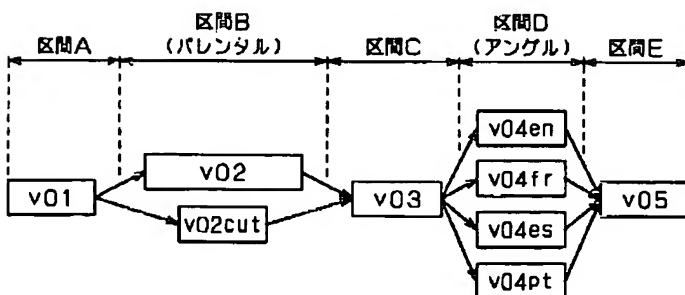 区間A
区間B
(パレンタル)
区間C
区間D
(アングル)
区間E
v01
v02
v02cut
v03
v04en
v04fr
v04es
v04pt
v05